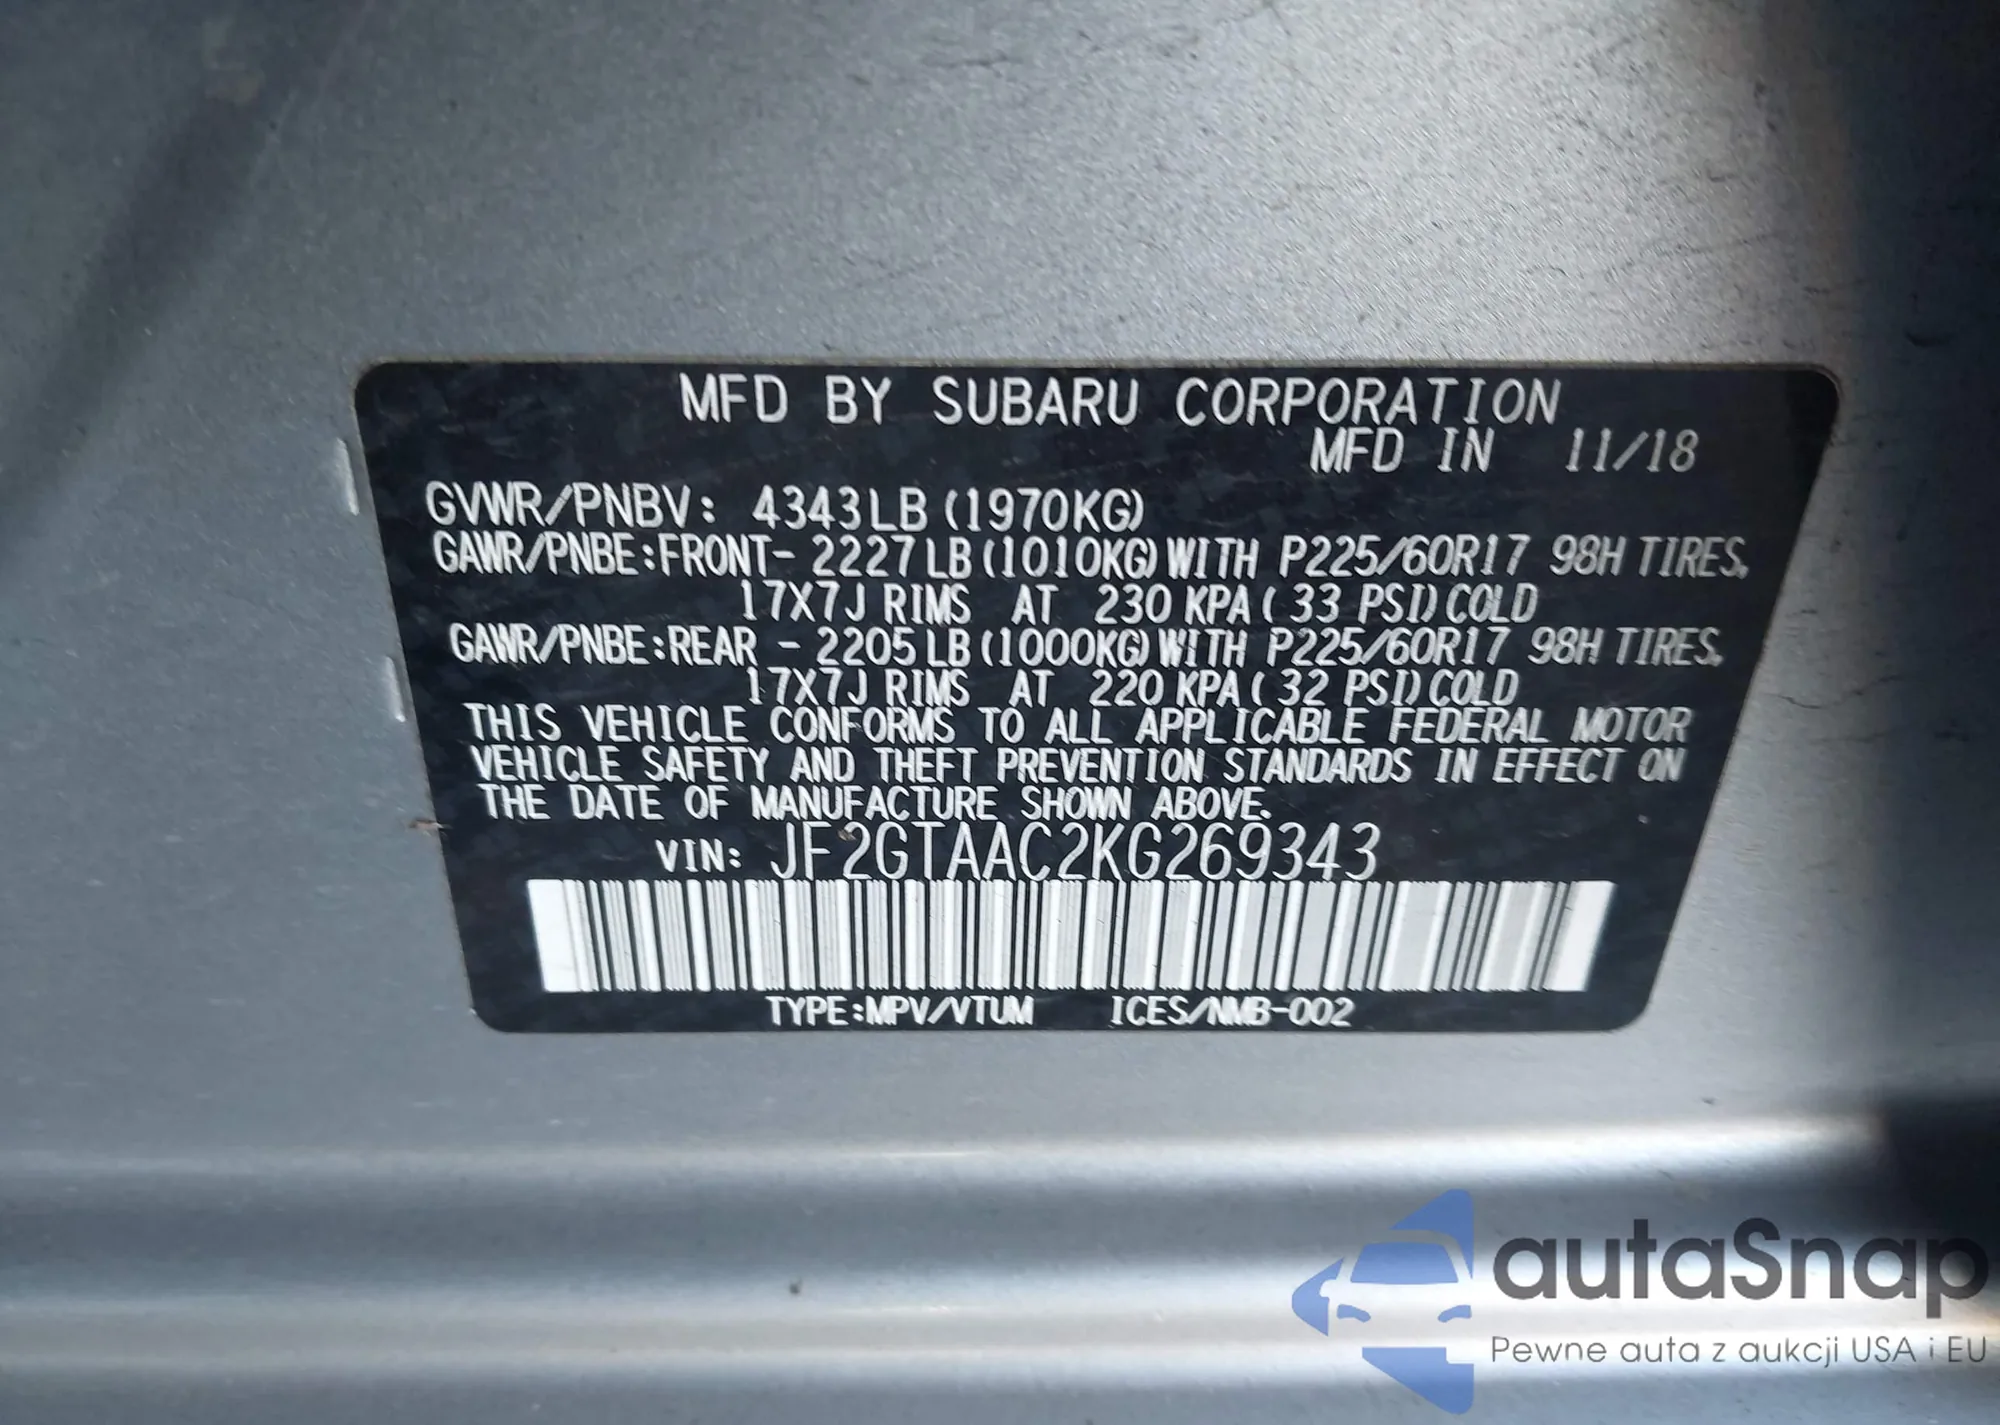 MFD BY SUBARU CORPORATION
MFD IN 11/18
GVWR/PNBV: 4343LB(1970KG)
GAWR/PNBE:FRONT- 2227LB(1010KG)WITH P225/60R17 98H TIRES,
17X7J RIMS AT 230 KPA( 33 PSI)COLD
GAWR/PNBE:REAR - 2205LB(1000KG)WITH P225/60R17 98H TIRES,
17X7J RIMS AT 220 KPA( 32 PSI)COLD
THIS VEHICLE CONFORMS TO ALL APPLICABLE FEDERAL MOTOR
VEHICLE SAFETY AND THEFT PREVENTION STANDARDS IN EFFECT ON
THE DATE OF MANUFACTURE SHOWN ABOVE.
VIN: JF2GTAAC2KG269343
TYPE:MPV/VTUM ICES/NMB-002
autaSnap
Pewne auta z aukcji USA i EU